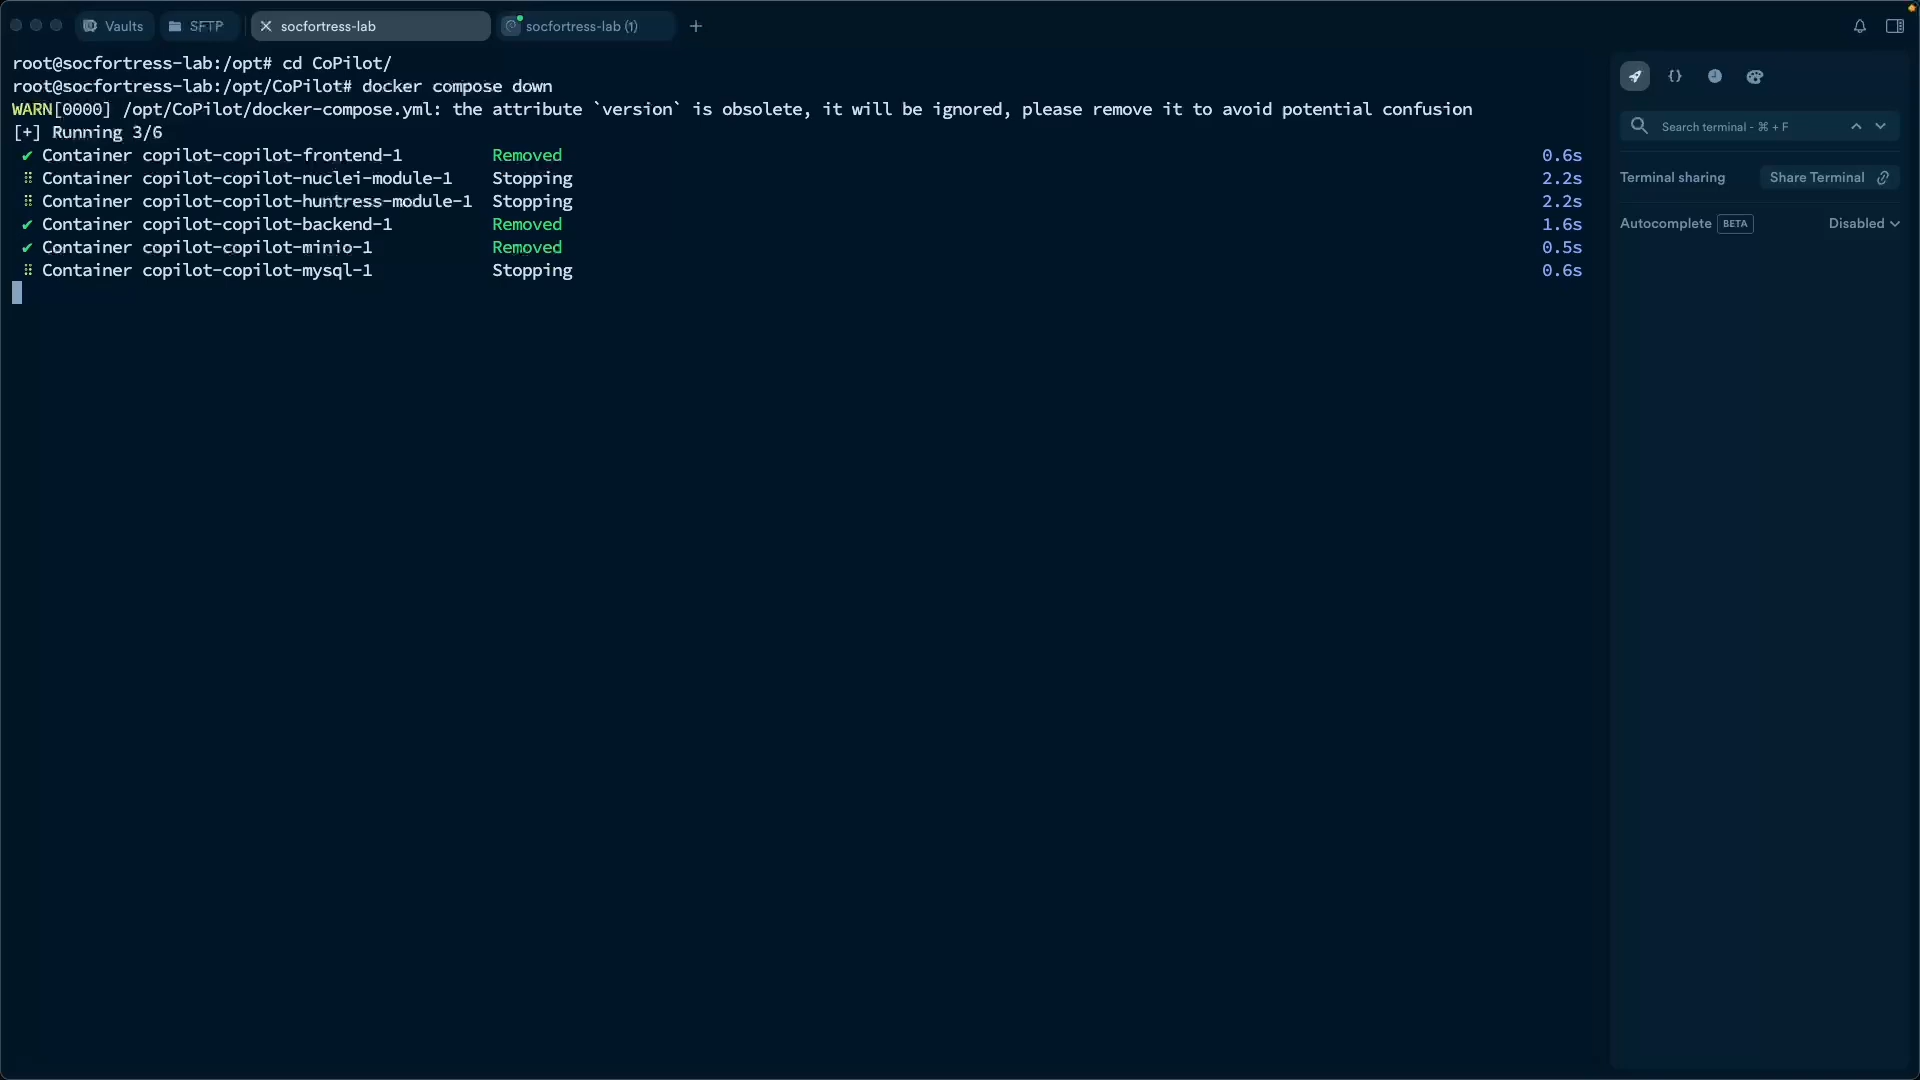 Vaults SFTP socfortress-lab socfortress-lab (1)
root@socfortress-lab:/opt# cd CoPilot/
root@socfortress-lab:/opt/CoPilot# docker compose down
WARN[0000] /opt/CoPilot/docker-compose.yml: the attribute `version` is obsolete, it will be ignored, please remove it to avoid potential confusion
[+] Running 3/6
✔ Container copilot-copilot-frontend-1 Removed 0.6s
⠿ Container copilot-copilot-nuclei-module-1 Stopping 2.2s
⠿ Container copilot-copilot-huntress-module-1 Stopping 2.2s
✔ Container copilot-copilot-backend-1 Removed 1.6s
✔ Container copilot-copilot-minio-1 Removed 0.5s
⠿ Container copilot-copilot-mysql-1 Stopping 0.6s
{}
Search terminal - ⌘ + F
Terminal sharing Share Terminal
Autocomplete BETA Disabled